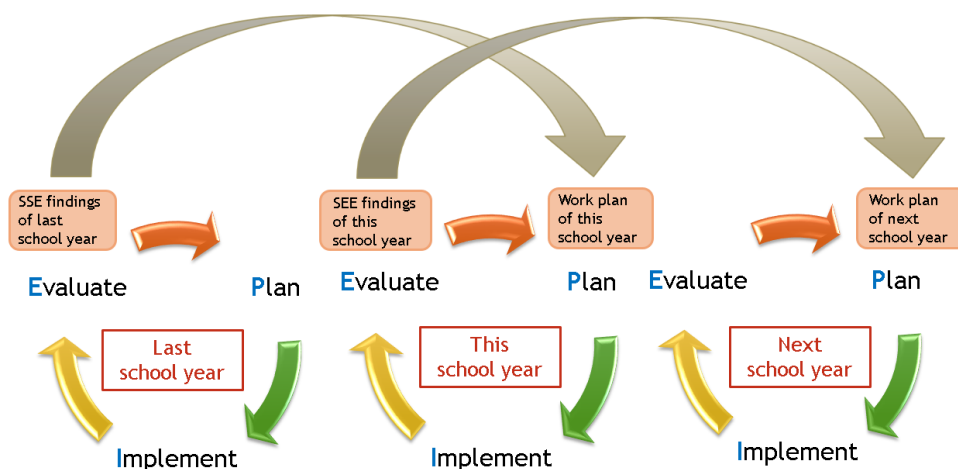 SSE findings
of last
school year
SEE findings
of this
school year
Work plan
of this
school year
Work plan
of next
school year
Evaluate
Plan
Evaluate
Plan
Evaluate
Plan
Last
school year
This
school year
Next
school year
Implement
Implement
Implement